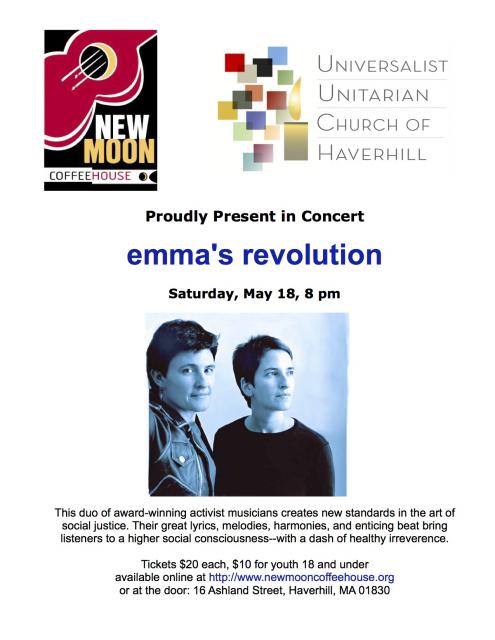 NEW
MOON
COFFEEHOUSE
UNIVERSALIST
UNITARIAN
CHURCH OF
HAVERHILL
Proudly Present in Concert
emma's revolution
Saturday, May 18, 8 pm
This duo of award-winning activist musicians creates new standards in the art of
social justice. Their great lyrics, melodies, harmonies, and enticing beat bring
listeners to a higher social consciousness--with a dash of healthy irreverence.
Tickets $20 each, $10 for youth 18 and under
available online at http://www.newmooncoffeehouse.org
or at the door: 16 Ashland Street, Haverhill, MA 01830